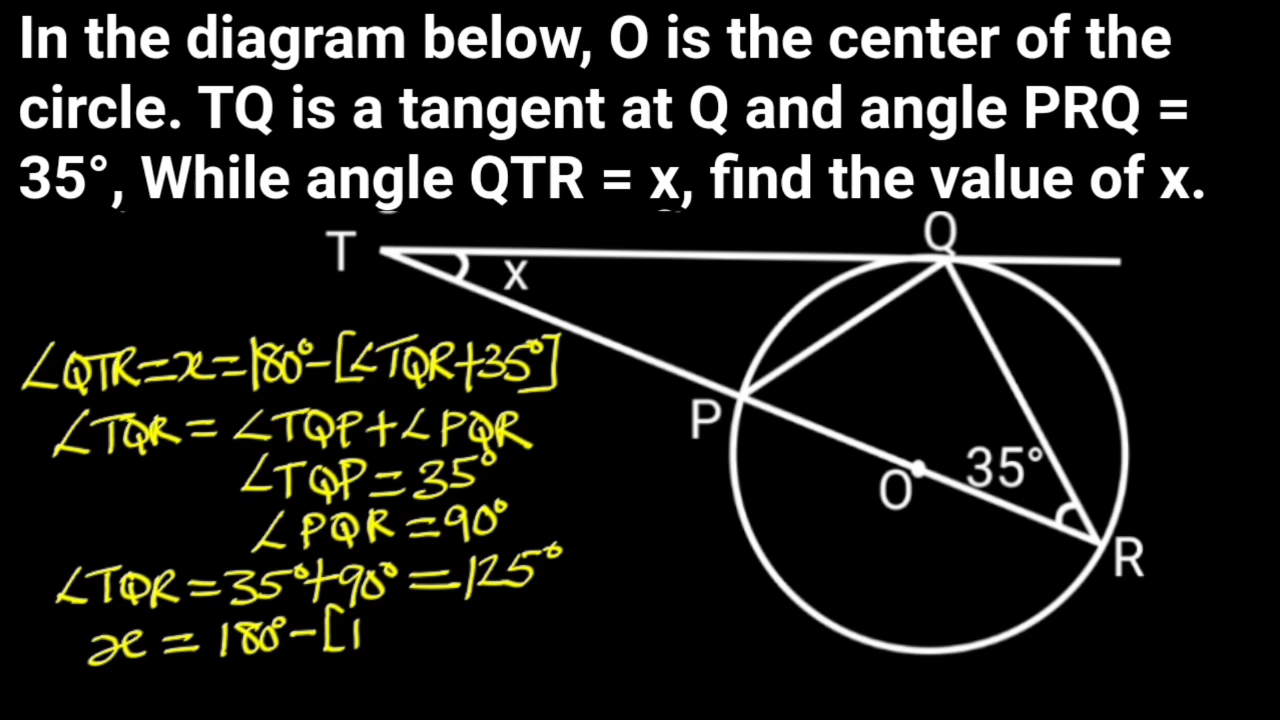 In the diagram below, O is the center of the
circle. TQ is a tangent at Q and angle PRQ =
35°, While angle QTR = x, find the value of x.
Q
T
x
∠QTR=x=180°-[∠TQR+35°]
∠TQR = ∠TQP+∠PQR
P
∠TQP=35°
35°
O
∠PQR=90°
R
∠TQR=35°+90°=125°
x = 180°-[1